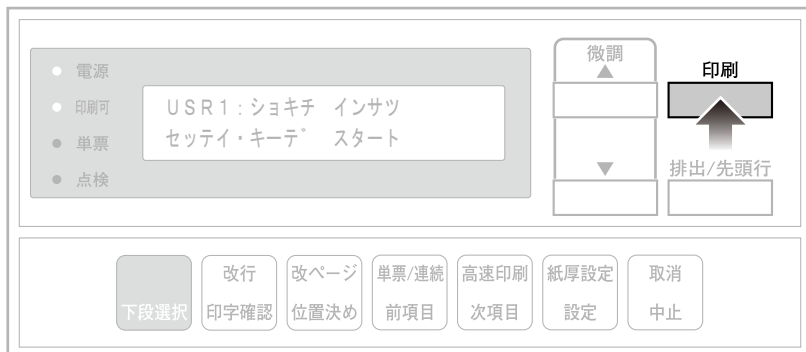 電源
印刷可
単票
点検
USR1:ショキチ インサツ
セッテイ・キーデ スタート
微調
▲
▼
印刷
排出/先頭行
下段選択
改行
印字確認
改ページ
位置決め
単票/連続
前項目
高速印刷
次項目
紙厚設定
設定
取消
中止